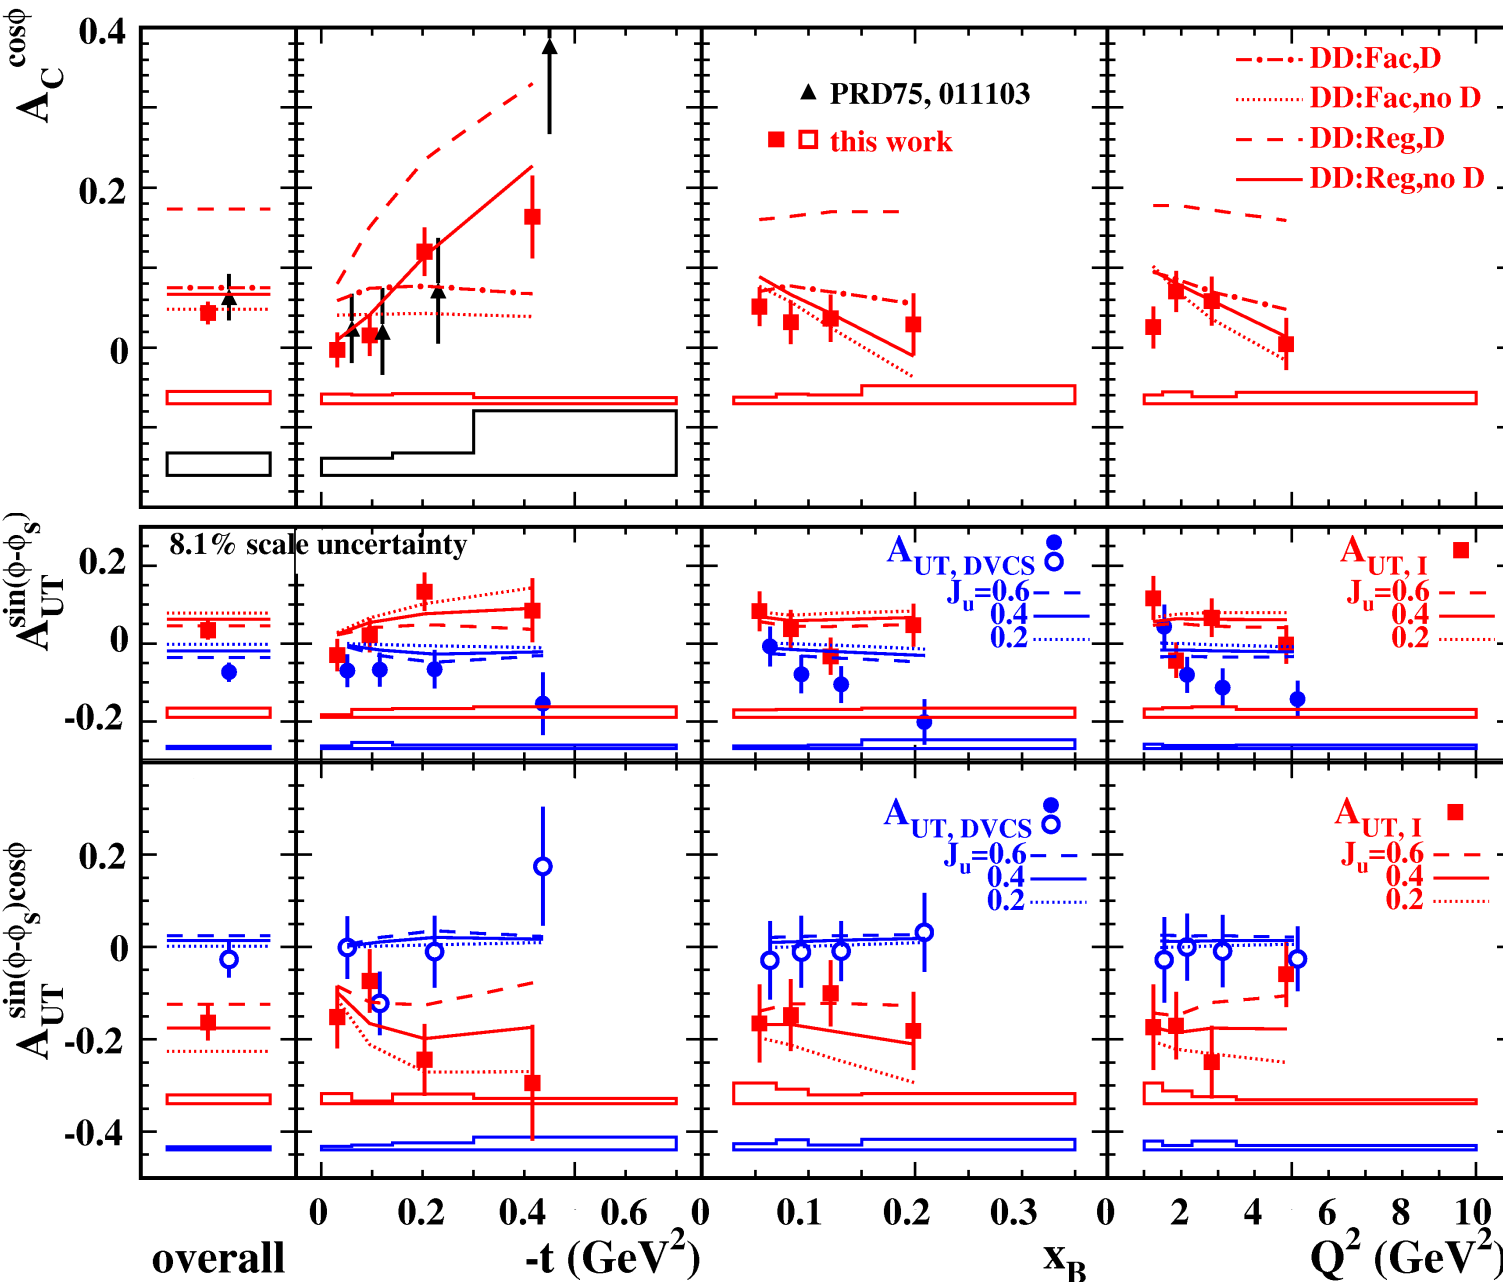 A_C^cosϕ
0.4
0.2
0
PRD75, 011103
this work
DD:Fac,D
DD:Fac,no D
DD:Reg,D
DD:Reg,no D
A_UT^sin(ϕ-ϕ_s)
0.2
0
-0.2
8.1% scale uncertainty
A_UT, DVCS
J_u=0.6
0.4
0.2
A_UT, I
J_u=0.6
0.4
0.2
A_UT^sin(ϕ-ϕ_s)cosϕ
0.2
0
-0.2
-0.4
A_UT, DVCS
J_u=0.6
0.4
0.2
A_UT, I
J_u=0.6
0.4
0.2
0 0.2 0.4 0.6 0 0.1 0.2 0.3 0 2 4 6 8 10
overall -t (GeV²) x_B Q² (GeV²)